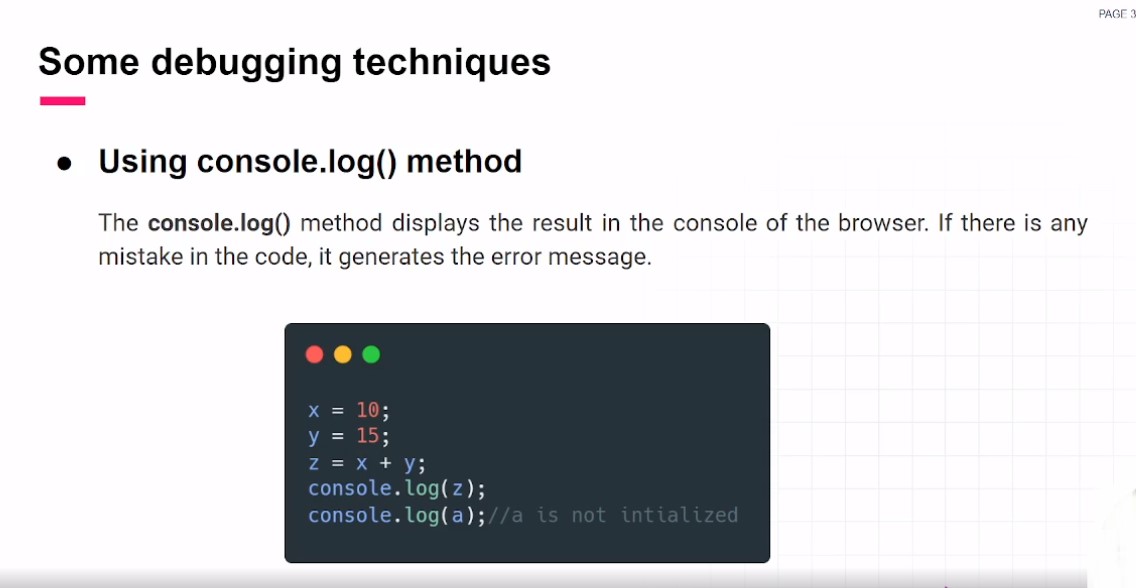 PAGE 3
Some debugging techniques
● Using console.log() method
The console.log() method displays the result in the console of the browser. If there is any
mistake in the code, it generates the error message.
x = 10;
y = 15;
z = x + y;
console.log(z);
console.log(a);//a is not intialized